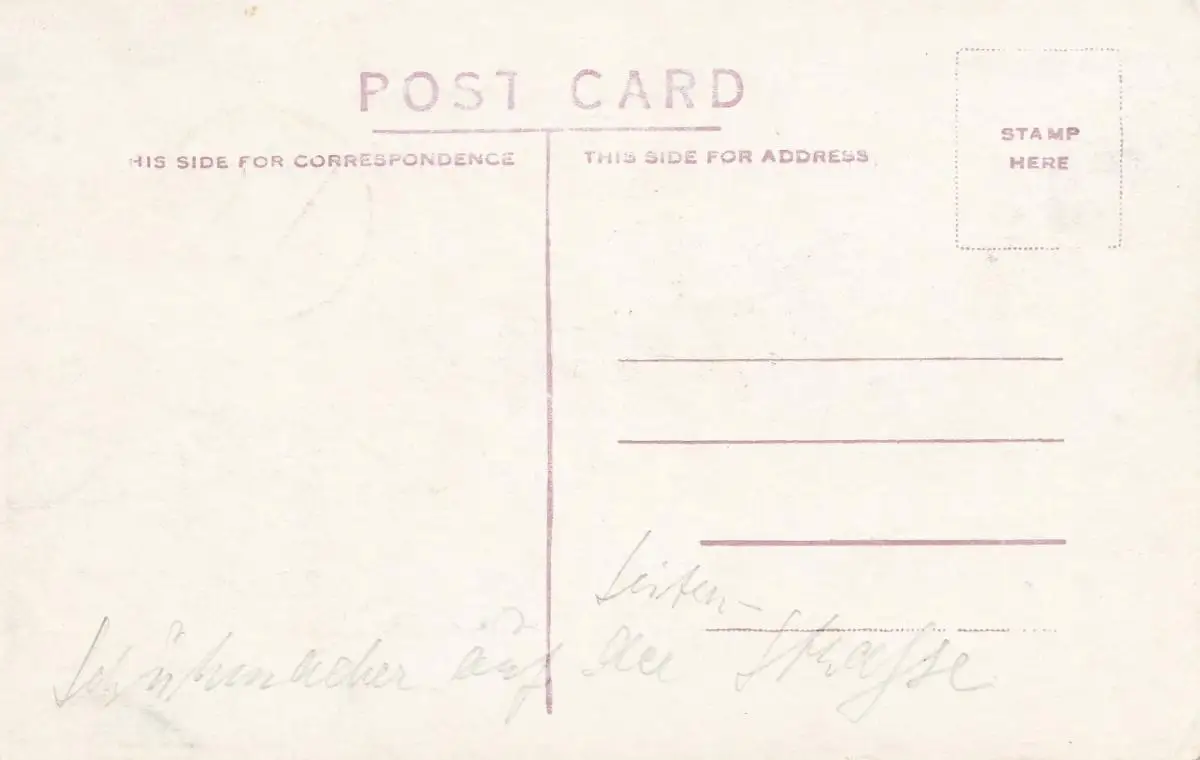 POST CARD
HIS SIDE FOR CORRESPONDENCE
THIS SIDE FOR ADDRESS.
STAMP
HERE
Seiten-
Schuhmacher auf der Strasse